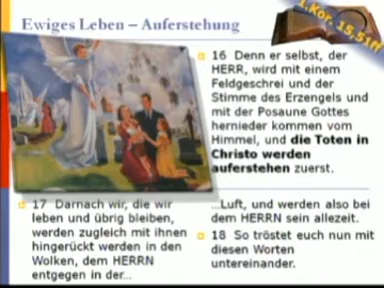 Ewiges Leben – Auferstehung
1.Kor. 15,51ff
16 Denn er selbst, der
HERR, wird mit einem
Feldgeschrei und der
Stimme des Erzengels und
mit der Posaune Gottes
hernieder kommen vom
Himmel, und die Toten in
Christo werden
auferstehen zuerst.
17 Darnach wir, die wir
leben und übrig bleiben,
werden zugleich mit ihnen
hingerückt werden in den
Wolken, dem HERRN
entgegen in der...
...Luft, und werden also bei
dem HERRN sein allezeit.
18 So tröstet euch nun mit
diesen Worten
untereinander.